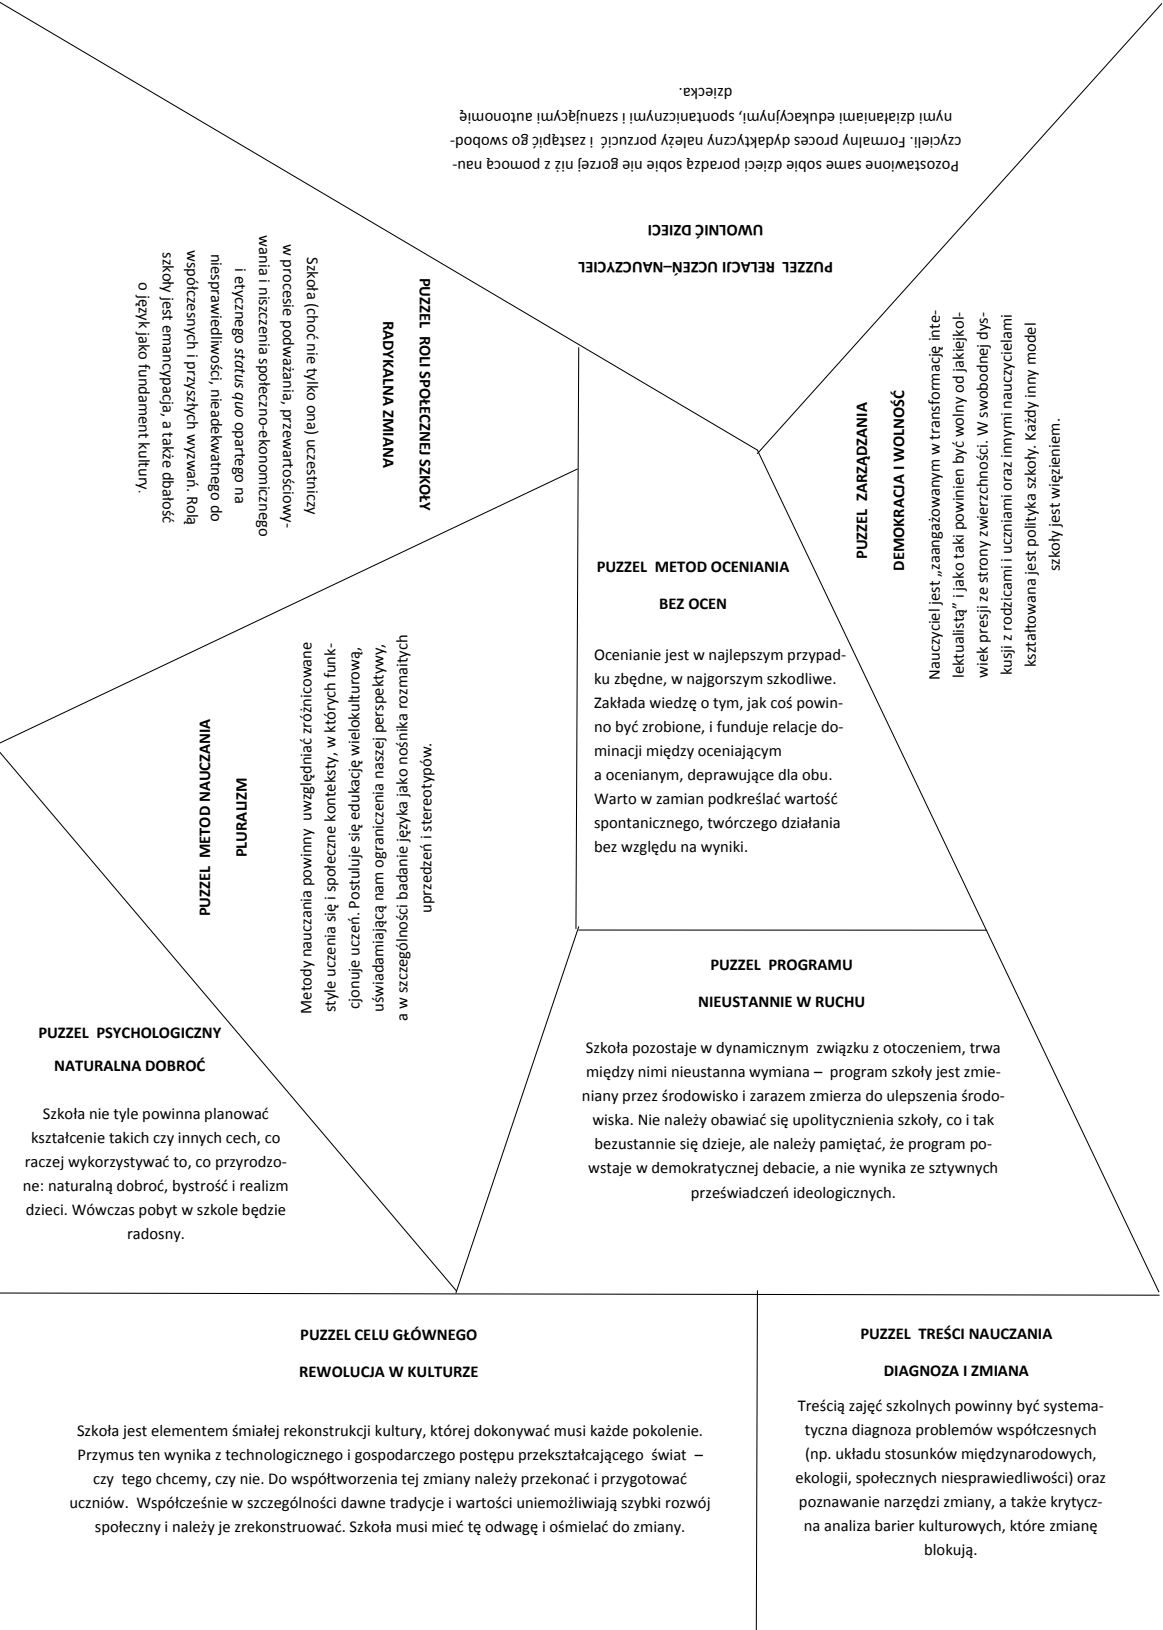 PUZZEL RELACJI UCZEŃ–NAUCZYCIEL
UWOLNIĆ DZIECI
Pozostawione same sobie dzieci poradzą sobie nie gorzej niż z pomocą nau-
czycieli. Formalny proces dydaktyczny należy porzucić i zastąpić go swobod-
nymi działaniami edukacyjnymi, spontanicznymi i szanującymi autonomię
dziecka.
PUZZEL ROLI SPOŁECZNEJ SZKOŁY
RADYKALNA ZMIANA
Szkoła (choć nie tylko ona) uczestniczy
w procesie podważania, przewartościowy-
wania i niszczenia społeczno-ekonomicznego
i etycznego status quo opartego na
niesprawiedliwości, nieadekwatnego do
współczesnych i przyszłych wyzwań. Rolą
szkoły jest emancypacja, a także dbałość
o język jako fundament kultury.
PUZZEL ZARZĄDZANIA
DEMOKRACJA I WOLNOŚĆ
Nauczyciel jest „zaangażowanym w transformację inte-
lektualistą” i jako taki powinien być wolny od jakiejkol-
wiek presji ze strony zwierzchności. W swobodnej dys-
kusji z rodzicami i uczniami oraz innymi nauczycielami
kształtowana jest polityka szkoły. Każdy inny model
szkoły jest więzieniem.
PUZZEL METOD OCENIANIA
BEZ OCEN
Ocenianie jest w najlepszym przypad-
ku zbędne, w najgorszym szkodliwe.
Zakłada wiedzę o tym, jak coś powin-
no być zrobione, i funduje relacje do-
minacji między oceniającym
a ocenianym, deprawujące dla obu.
Warto w zamian podkreślać wartość
spontanicznego, twórczego działania
bez względu na wyniki.
PUZZEL METOD NAUCZANIA
PLURALIZM
Metody nauczania powinny uwzględniać zróżnicowane
style uczenia się i społeczne konteksty, w których funk-
cjonuje uczeń. Postuluje się edukację wielokulturową,
uświadamiającą nam ograniczenia naszej perspektywy,
a w szczególności badanie języka jako nośnika rozmaitych
uprzedzeń i stereotypów.
PUZZEL PROGRAMU
NIEUSTANNIE W RUCHU
Szkoła pozostaje w dynamicznym związku z otoczeniem, trwa
między nimi nieustanna wymiana – program szkoły jest zmie-
niany przez środowisko i zarazem zmierza do ulepszenia środo-
wiska. Nie należy obawiać się upolitycznienia szkoły, co i tak
bezustannie się dzieje, ale należy pamiętać, że program po-
wstaje w demokratycznej debacie, a nie wynika ze sztywnych
przeświadczeń ideologicznych.
PUZZEL PSYCHOLOGICZNY
NATURALNA DOBROĆ
Szkoła nie tyle powinna planować
kształcenie takich czy innych cech, co
raczej wykorzystywać to, co przyrodzo-
ne: naturalną dobroć, bystrość i realizm
dzieci. Wówczas pobyt w szkole będzie
radosny.
PUZZEL CELU GŁÓWNEGO
REWOLUCJA W KULTURZE
Szkoła jest elementem śmiałej rekonstrukcji kultury, której dokonywać musi każde pokolenie.
Przymus ten wynika z technologicznego i gospodarczego postępu przekształcającego świat –
czy tego chcemy, czy nie. Do współtworzenia tej zmiany należy przekonać i przygotować
uczniów. Współcześnie w szczególności dawne tradycje i wartości uniemożliwiają szybki rozwój
społeczny i należy je zrekonstruować. Szkoła musi mieć tę odwagę i ośmielać do zmiany.
PUZZEL TREŚCI NAUCZANIA
DIAGNOZA I ZMIANA
Treścią zajęć szkolnych powinny być systema-
tyczna diagnoza problemów współczesnych
(np. układu stosunków międzynarodowych,
ekologii, społecznych niesprawiedliwości) oraz
poznawanie narzędzi zmiany, a także krytycz-
na analiza barier kulturowych, które zmianę
blokują.